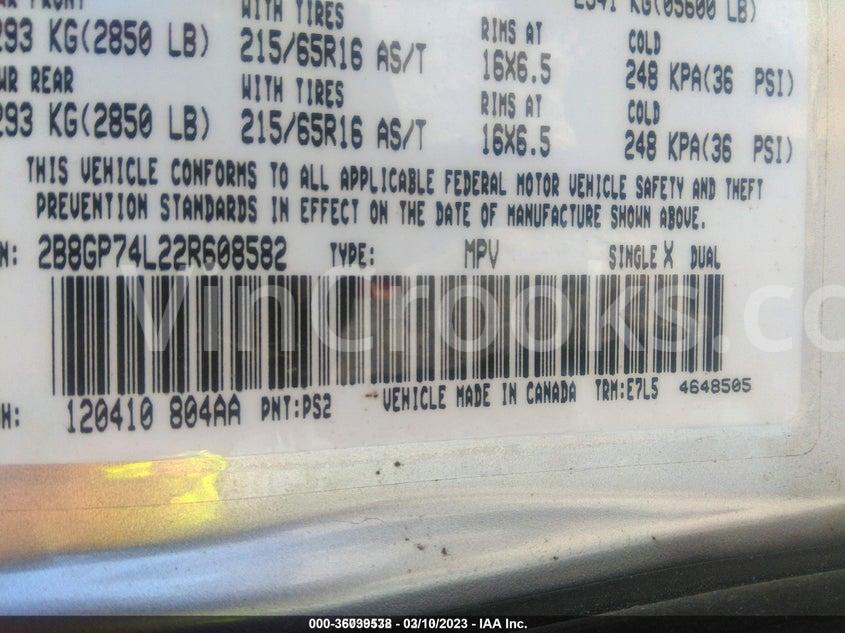 WITH TIRES
293 KG(2850 LB) 215/65R16 AS/T RIMS AT 16X6.5 COLD 248 KPA(36 PSI)
WR REAR WITH TIRES RIMS AT COLD
293 KG(2850 LB) 215/65R16 AS/T 16X6.5 248 KPA(36 PSI)
THIS VEHICLE CONFORMS TO ALL APPLICABLE FEDERAL MOTOR VEHICLE SAFETY AND THEFT
PREVENTION STANDARDS IN EFFECT ON THE DATE OF MANUFACTURE SHOWN ABOVE.
N: 2B8GP74L22R608582 TYPE: MPV SINGLE X DUAL
VinCrooks.co
H: 120410 804AA PNT:PS2 VEHICLE MADE IN CANADA TRM:E7L5 4648505
000-36039538 - 03/10/2023 - IAA Inc.